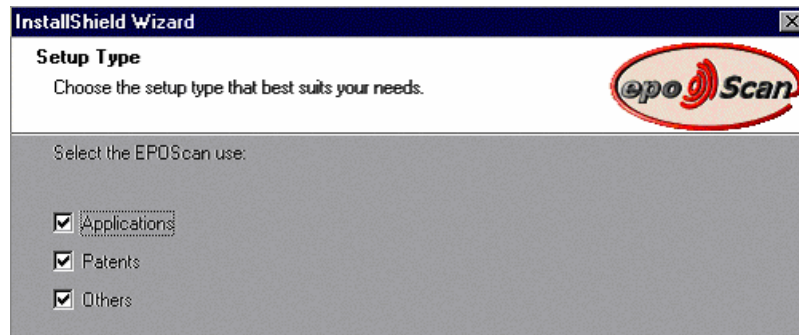 InstallShield Wizard
Setup Type
Choose the setup type that best suits your needs.
epo Scan
Select the EPOScan use:
Applications
Patents
Others